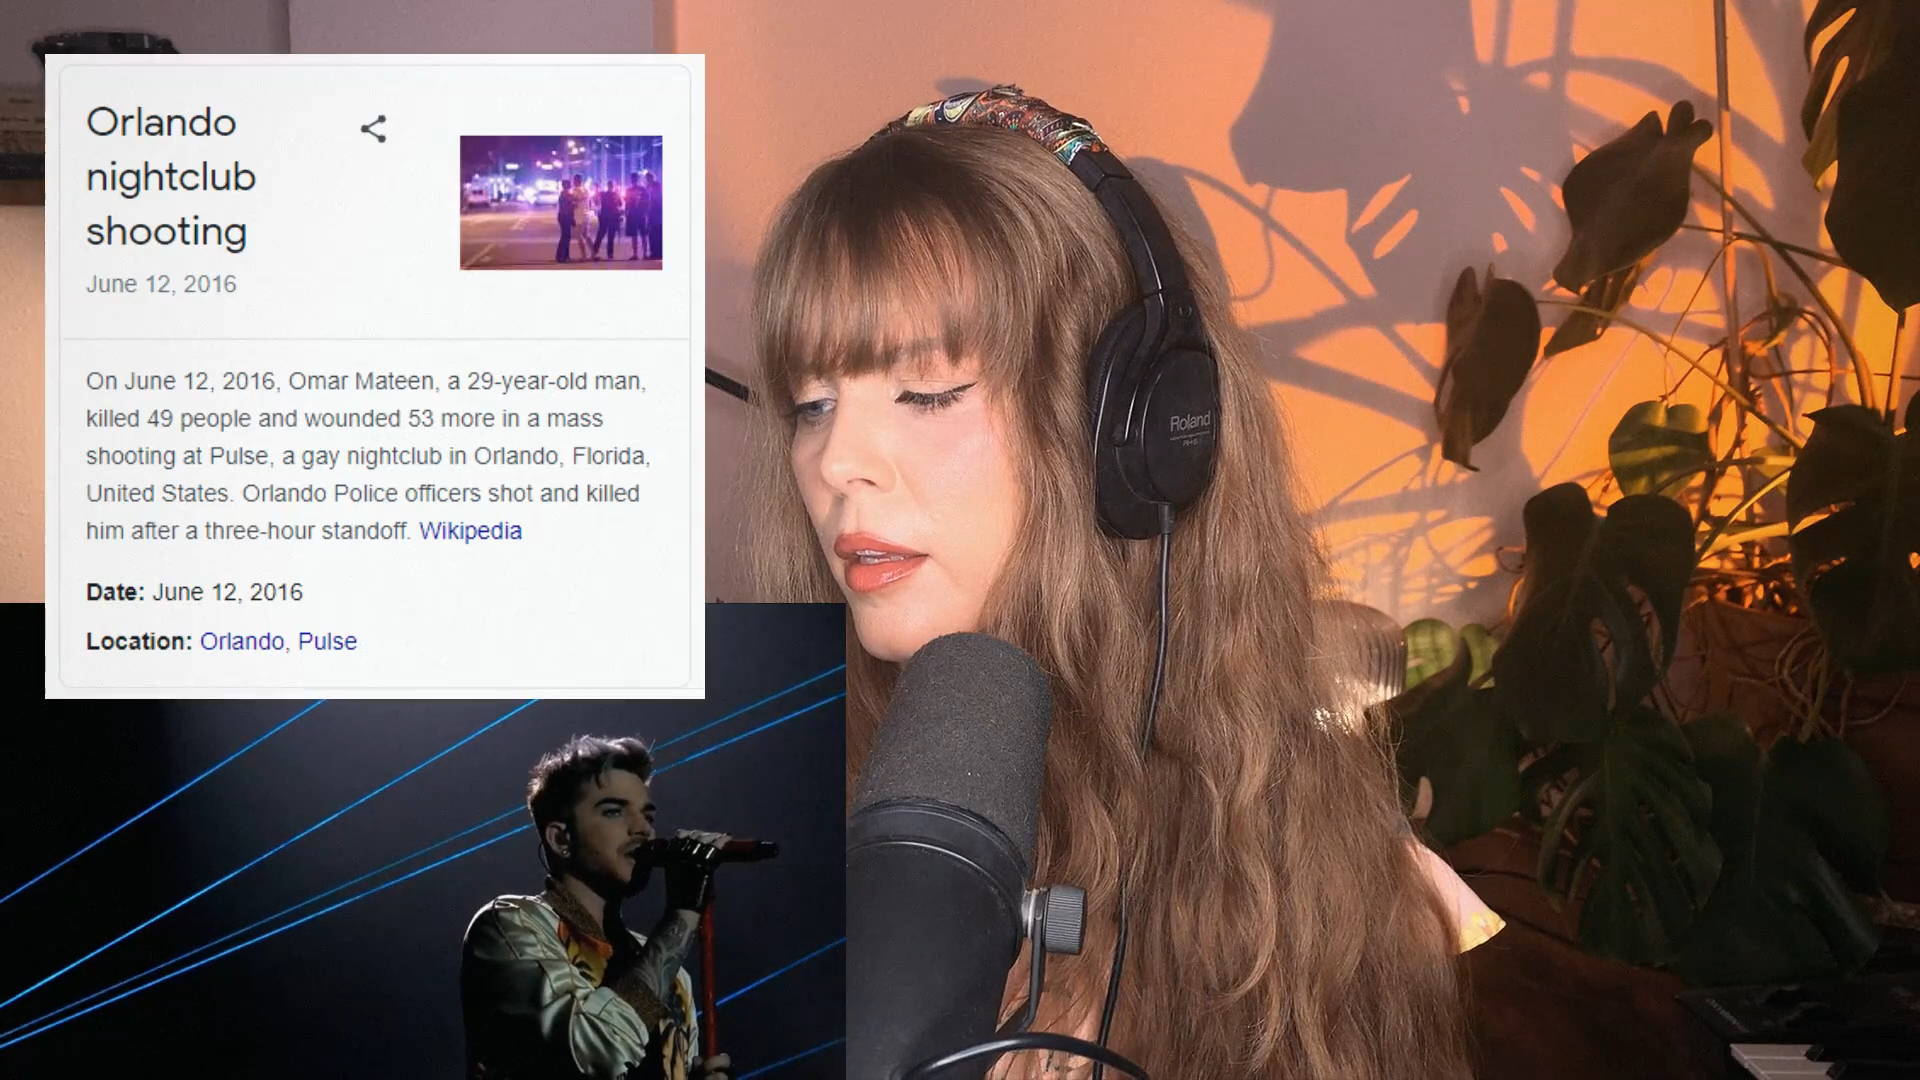 Orlando
nightclub
shooting
June 12, 2016
On June 12, 2016, Omar Mateen, a 29-year-old man,
killed 49 people and wounded 53 more in a mass
shooting at Pulse, a gay nightclub in Orlando, Florida,
United States. Orlando Police officers shot and killed
him after a three-hour standoff. Wikipedia
Date: June 12, 2016
Location: Orlando, Pulse
Roland